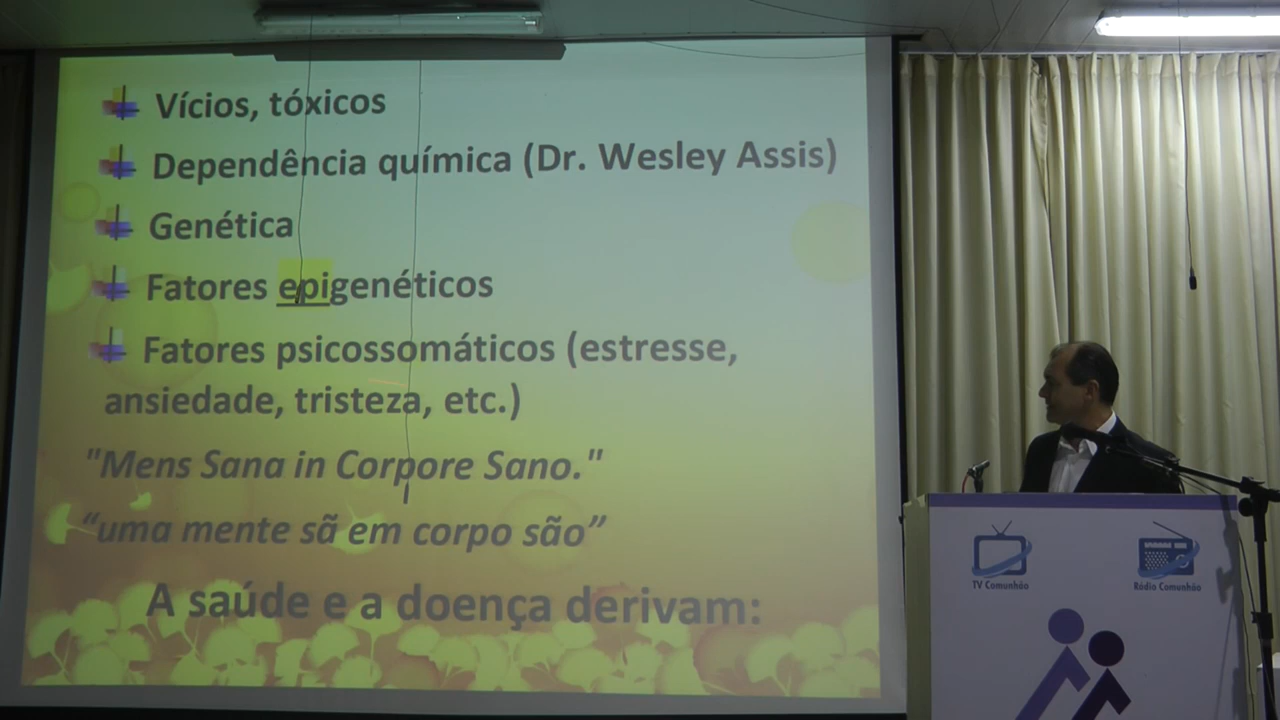 Vícios, tóxicos
Dependência química (Dr. Wesley Assis)
Genética
Fatores epigenéticos
Fatores psicossomáticos (estresse,
ansiedade, tristeza, etc.)
"Mens Sana in Corpore Sano."
“uma mente sã em corpo são”
A saúde e a doença derivam:
TV Comunhão
Rádio Comunhão